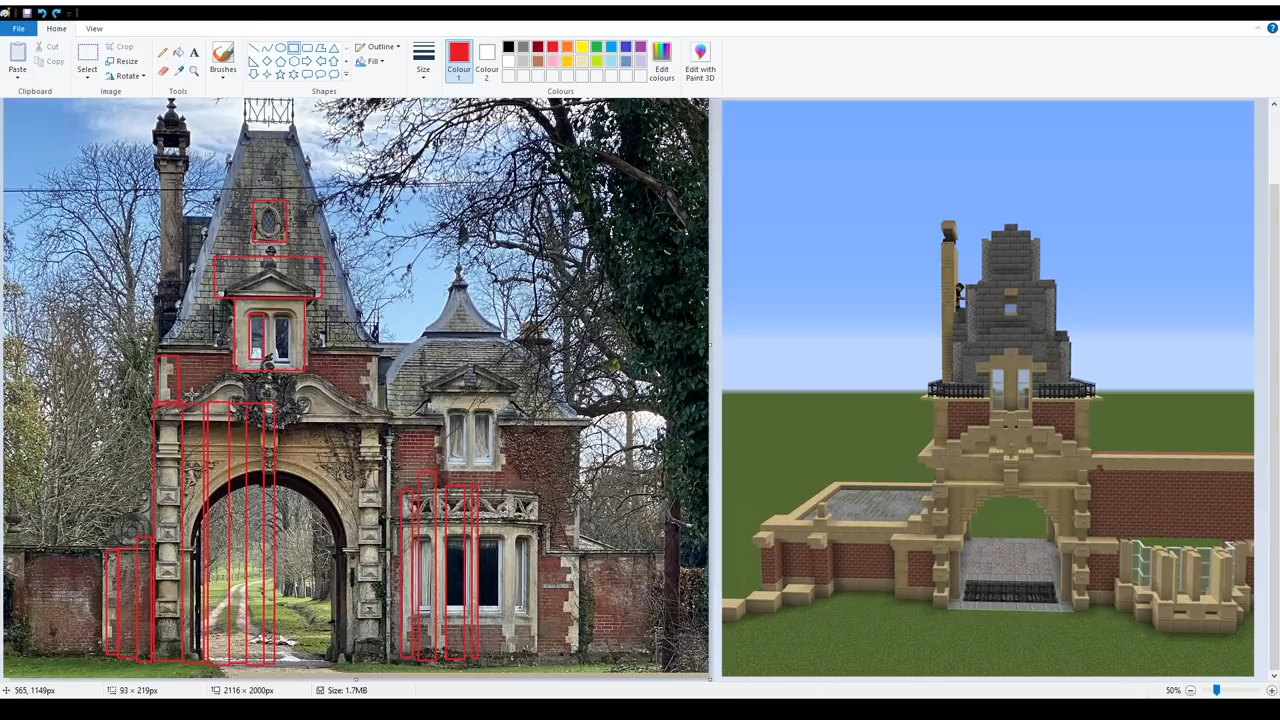 File Home View
Paste
Cut
Copy
Clipboard
Select
Crop
Resize
Rotate
Image
A
Tools
Brushes
Outline
Fill
Shapes
Size
Colour
1
Colour
2
Edit
colours
Colours
Edit with
Paint 3D
565, 1149px
93 × 219px
2116 × 2000px
Size: 1.7MB
50%